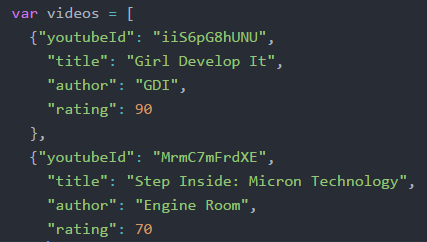 var videos = [
{"youtubeId": "iiS6pG8hUNU",
"title": "Girl Develop It",
"author": "GDI",
"rating": 90
},
{"youtubeId": "MrmC7mFrdXE",
"title": "Step Inside: Micron Technology",
"author": "Engine Room",
"rating": 70